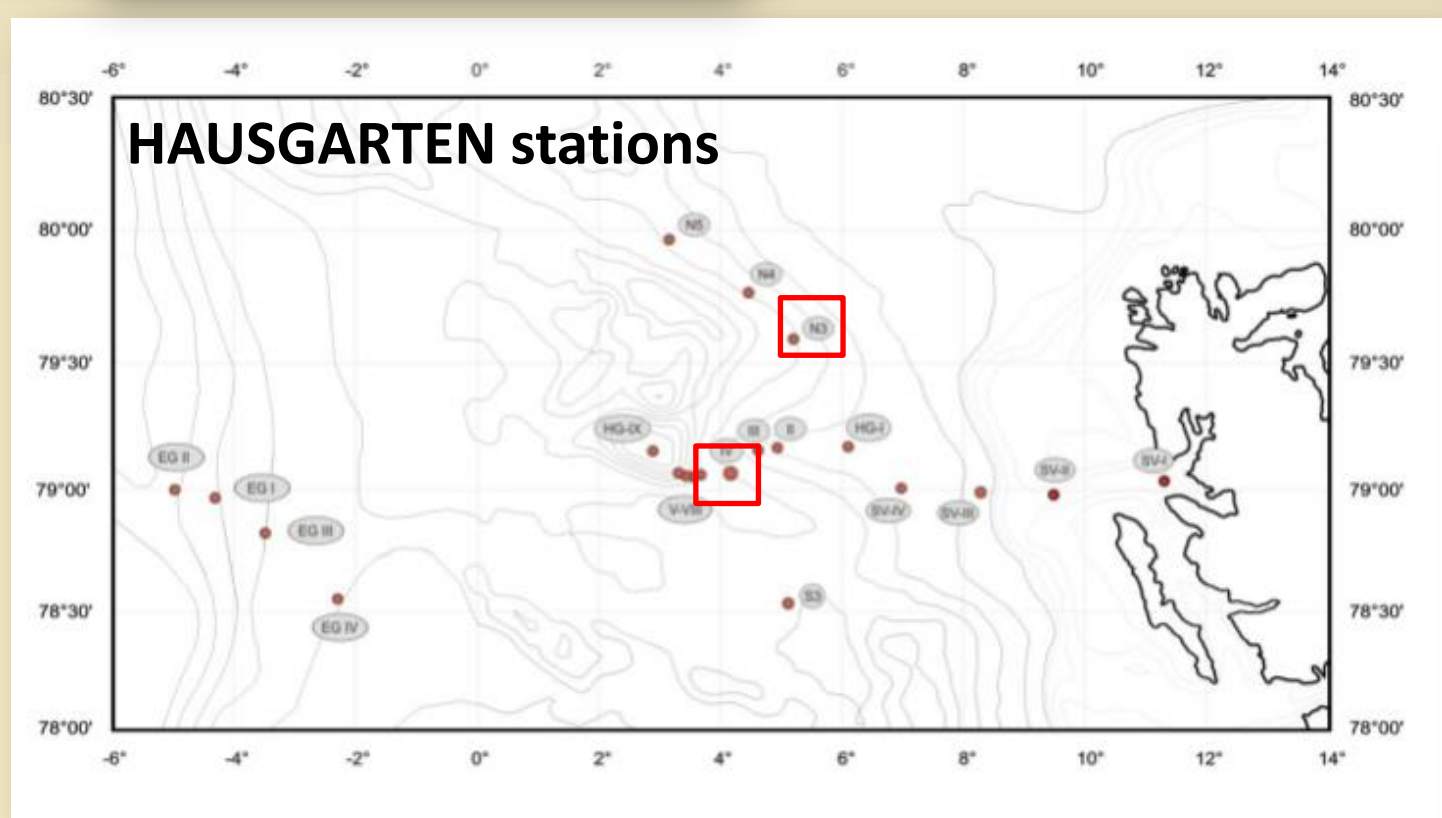 -6° -4° -2° 0° 2° 4° 6° 8° 10° 12° 14°
80°30' 80°30'
HAUSGARTEN stations
N5
80°00' 80°00'
N4
N3
79°30' 79°30'
HG-IX III II HG-I
IV
EG II SV-II SV-I
EG I
79°00' 79°00'
V-VIII SV-IV SV-III
EG III
S3
78°30' 78°30'
EG IV
78°00' 78°00'
-6° -4° -2° 0° 2° 4° 6° 8° 10° 12° 14°